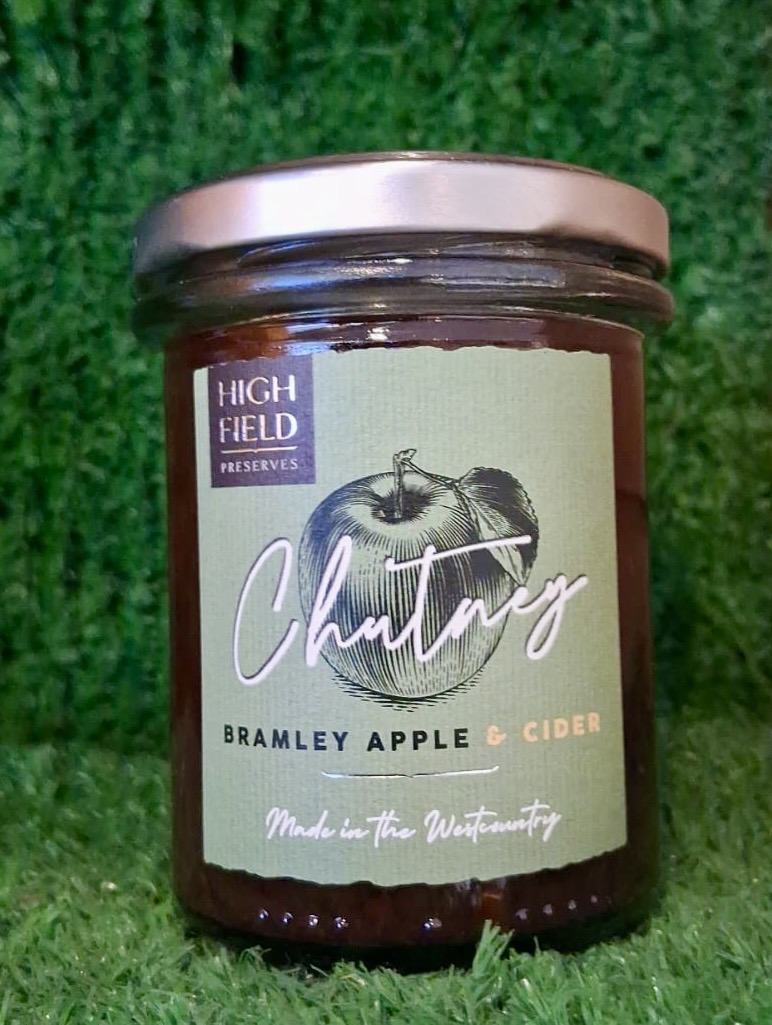 HIGH
FIELD
PRESERVES
Chutney
BRAMLEY APPLE & CIDER
Made in the Westcountry